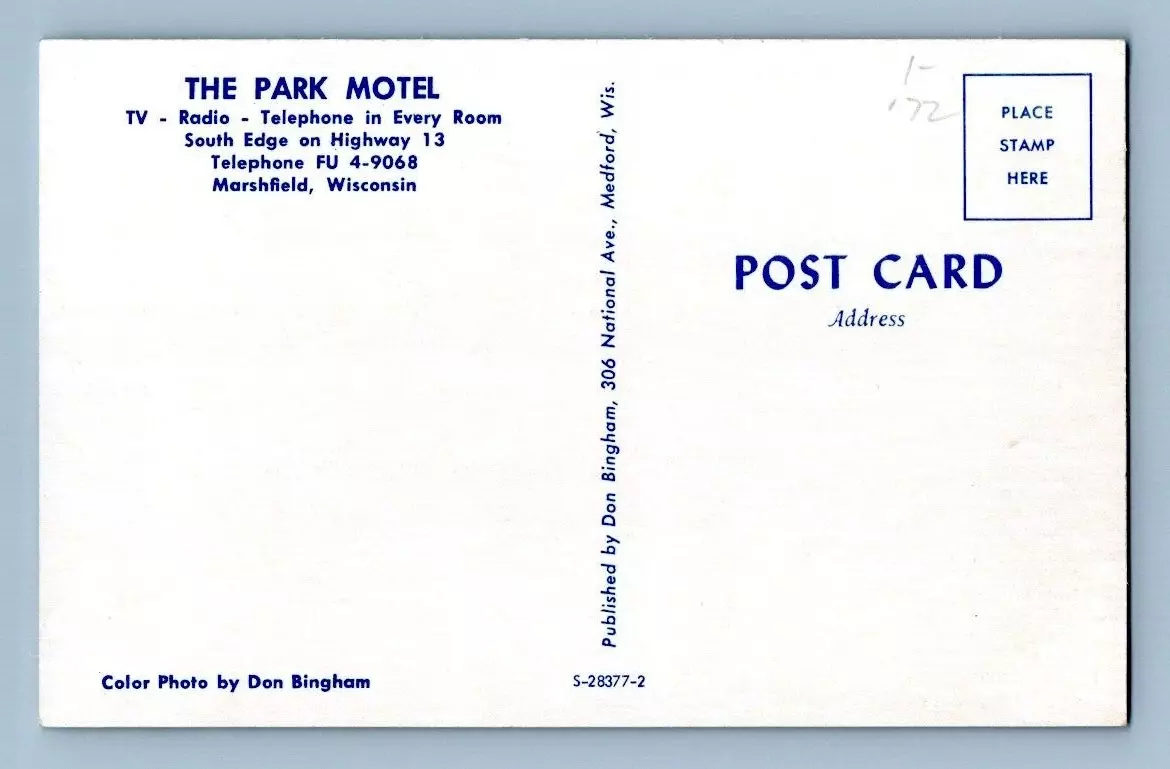 THE PARK MOTEL
TV - Radio - Telephone in Every Room
South Edge on Highway 13
Telephone FU 4-9068
Marshfield, Wisconsin
Color Photo by Don Bingham
Published by Don Bingham, 306 National Ave., Medford, Wis.
S-28377-2
1-
'72
PLACE
STAMP
HERE
POST CARD
Address